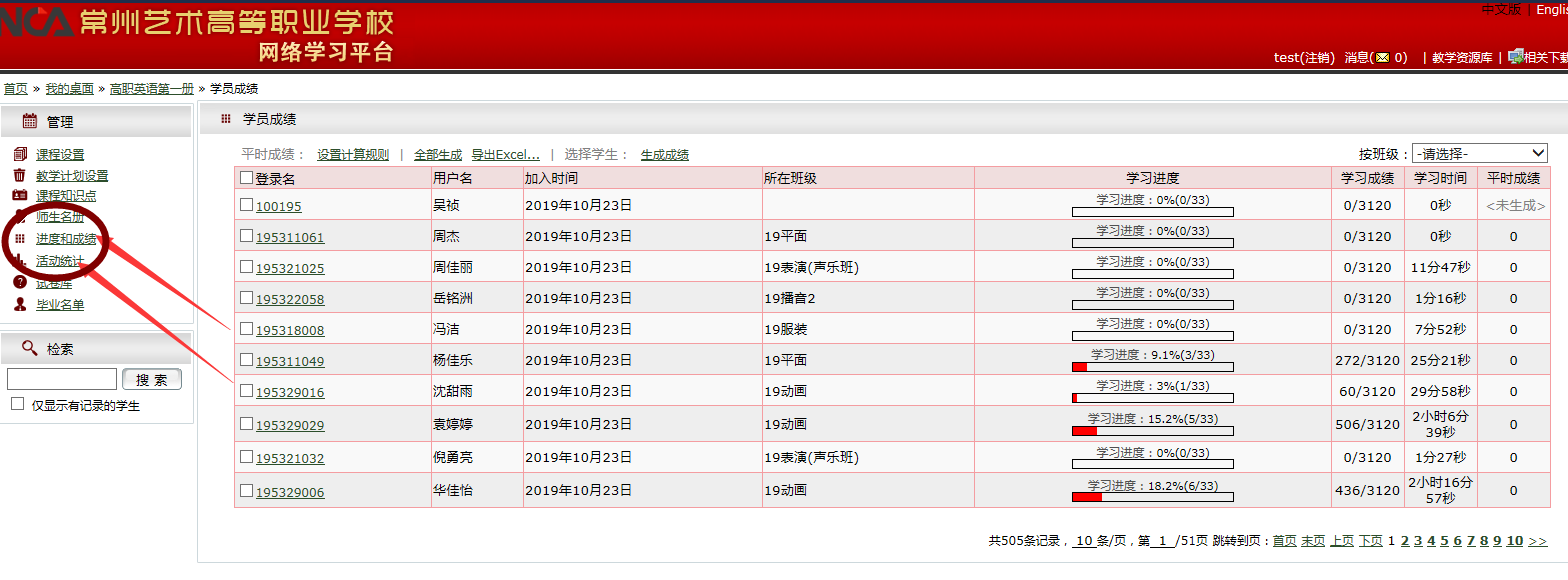 中文版 | Englis
NCA 常州艺术高等职业学校
网络学习平台
test(注销) 消息( 0) | 教学资源库 | 相关下载
首页 » 我的桌面 » 高职英语第一册 » 学员成绩
管理
课程设置
教学计划设置
课程知识点
师生名册
进度和成绩
活动统计
试卷库
毕业名单
检索
搜 索
仅显示有记录的学生
学员成绩
平时成绩： 设置计算规则 | 全部生成 导出Excel... | 选择学生： 生成成绩
按班级：-请选择-
登录名 用户名 加入时间 所在班级 学习进度 学习成绩 学习时间 平时成绩
100195 吴祯 2019年10月23日 学习进度：0%(0/33) 0/3120 0秒 <未生成>
195311061 周杰 2019年10月23日 19平面 学习进度：0%(0/33) 0/3120 0秒 0
195321025 周佳丽 2019年10月23日 19表演(声乐班) 学习进度：0%(0/33) 0/3120 11分47秒 0
195322058 岳铭洲 2019年10月23日 19播音2 学习进度：0%(0/33) 0/3120 1分16秒 0
195318008 冯洁 2019年10月23日 19服装 学习进度：0%(0/33) 0/3120 7分52秒 0
195311049 杨佳乐 2019年10月23日 19平面 学习进度：9.1%(3/33) 272/3120 25分21秒 0
195329016 沈甜雨 2019年10月23日 19动画 学习进度：3%(1/33) 60/3120 29分58秒 0
195329029 袁婷婷 2019年10月23日 19动画 学习进度：15.2%(5/33) 506/3120 2小时6分39秒 0
195321032 倪勇亮 2019年10月23日 19表演(声乐班) 学习进度：0%(0/33) 0/3120 1分27秒 0
195329006 华佳怡 2019年10月23日 19动画 学习进度：18.2%(6/33) 436/3120 2小时16分57秒 0
共505条记录， 10 条/页，第 1 /51页 跳转到页：首页 末页 上页 下页 1 2 3 4 5 6 7 8 9 10 >>